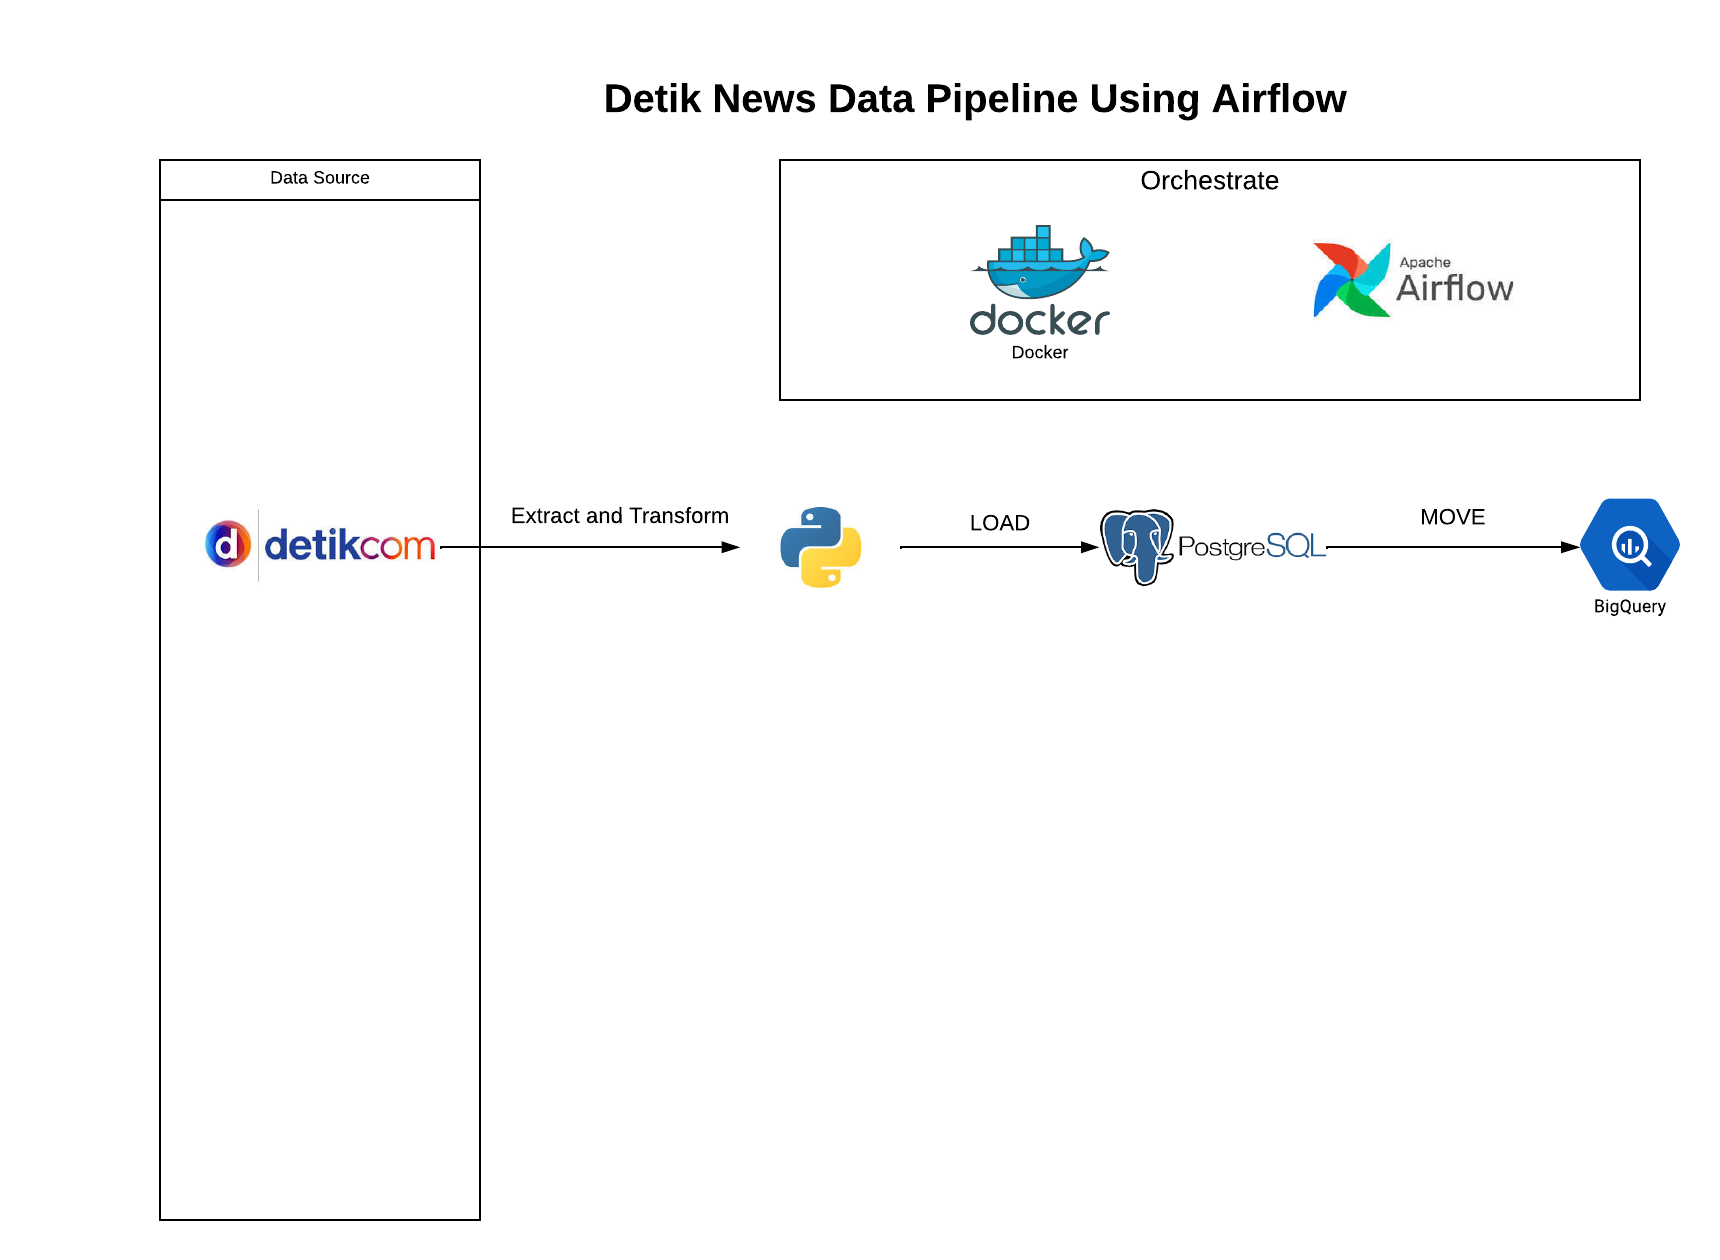 Detik News Data Pipeline Using Airflow
Data Source
Orchestrate
docker
Docker
Apache
Airflow
d detikcom
Extract and Transform
LOAD
PostgreSQL
MOVE
BigQuery